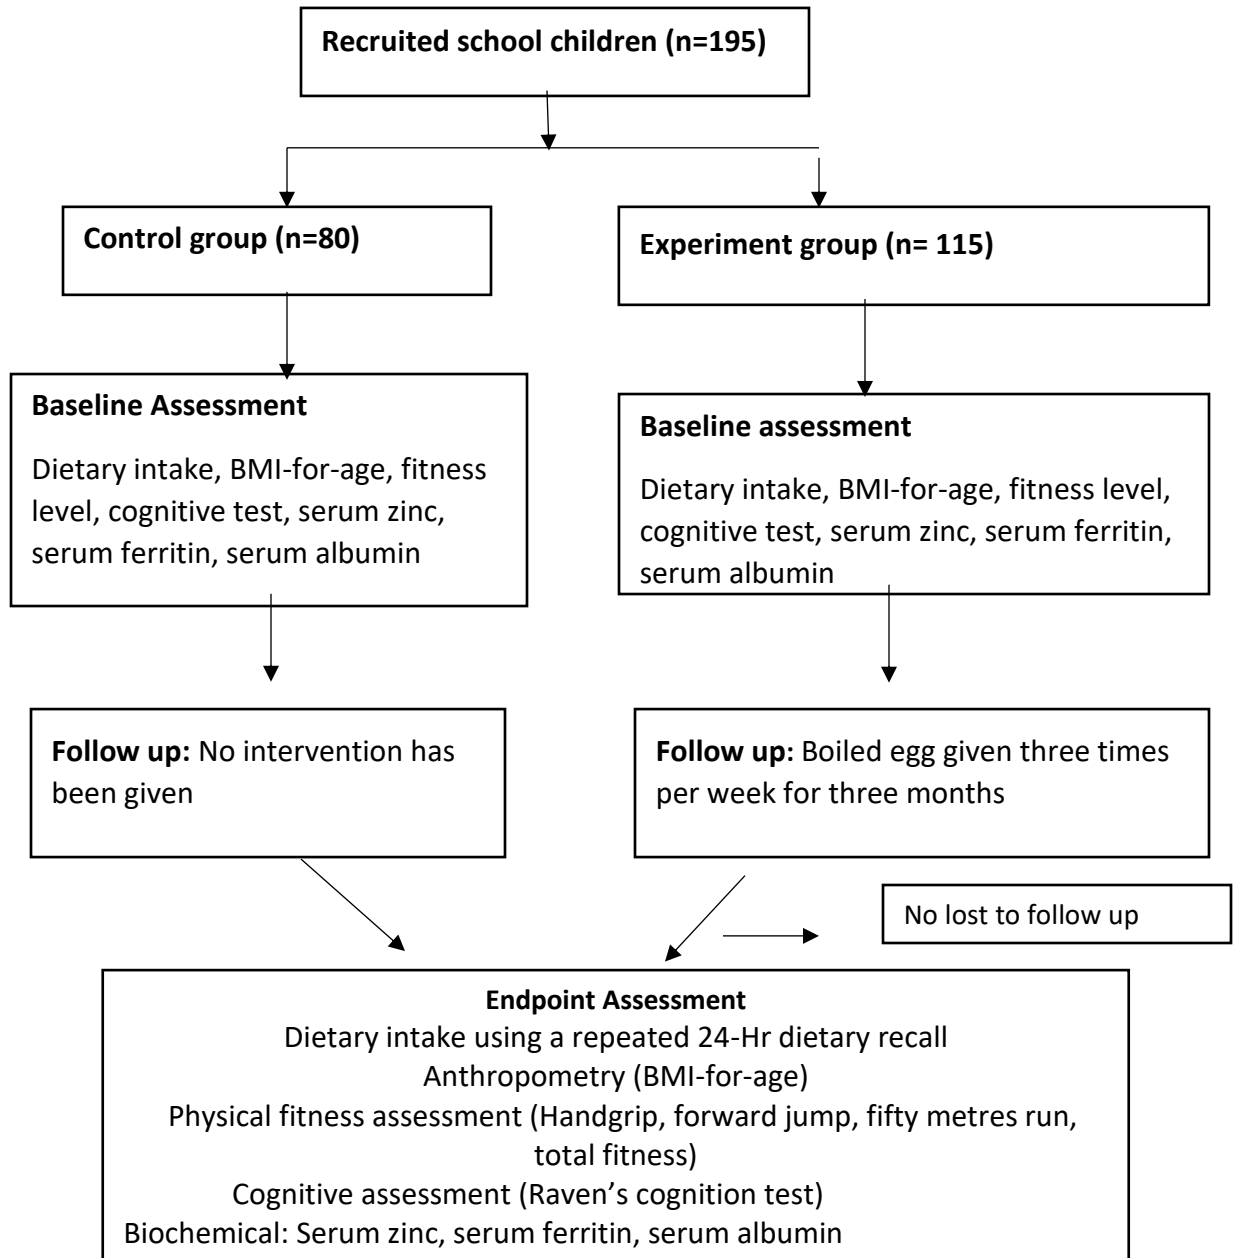 Recruited school children (n=195)
Control group (n=80)
Experiment group (n= 115)
Baseline Assessment
Dietary intake, BMI-for-age, fitness
level, cognitive test, serum zinc,
serum ferritin, serum albumin
Baseline assessment
Dietary intake, BMI-for-age, fitness level,
cognitive test, serum zinc, serum ferritin,
serum albumin
Follow up: No intervention has
been given
Follow up: Boiled egg given three times
per week for three months
No lost to follow up
Endpoint Assessment
Dietary intake using a repeated 24-Hr dietary recall
Anthropometry (BMI-for-age)
Physical fitness assessment (Handgrip, forward jump, fifty metres run,
total fitness)
Cognitive assessment (Raven’s cognition test)
Biochemical: Serum zinc, serum ferritin, serum albumin